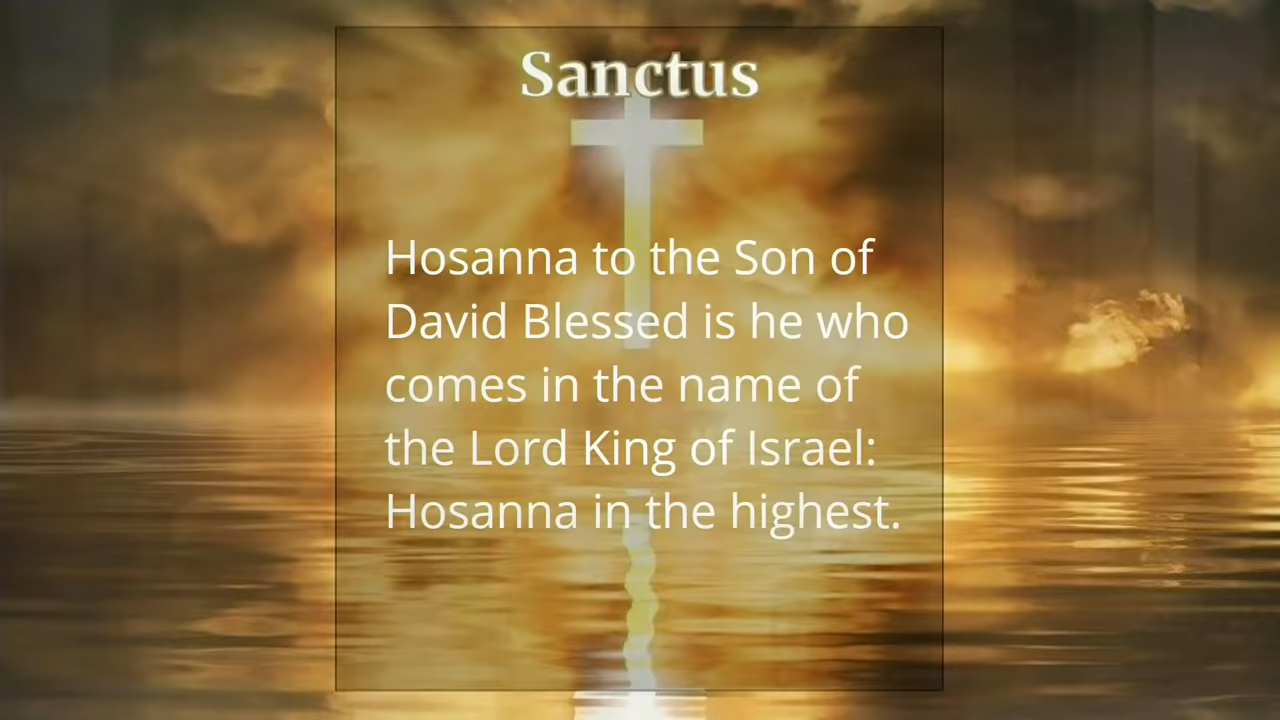 Sanctus
Hosanna to the Son of
David Blessed is he who
comes in the name of
the Lord King of Israel:
Hosanna in the highest.